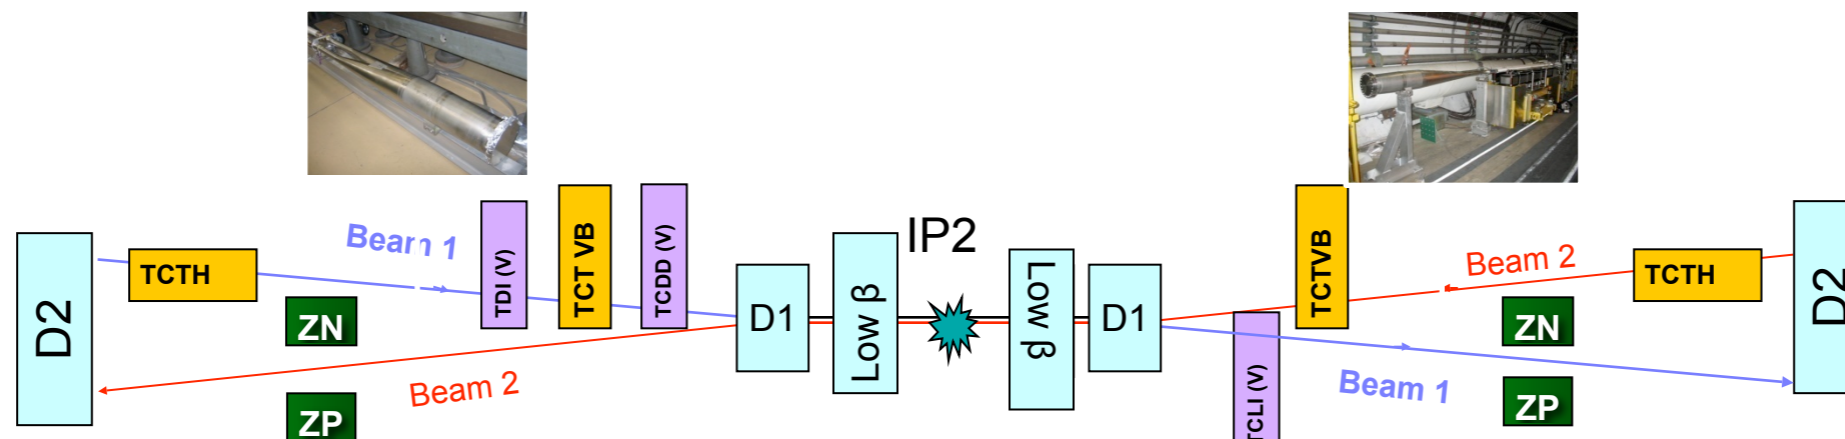 D2
TCTH
Beam 1
ZN
ZP
Beam 2
TDI (V)
TCT VB
TCDD (V)
D1
Low β
IP2
Low β
D1
TCLI (V)
TCTVB
Beam 2
Beam 1
ZN
ZP
TCTH
D2